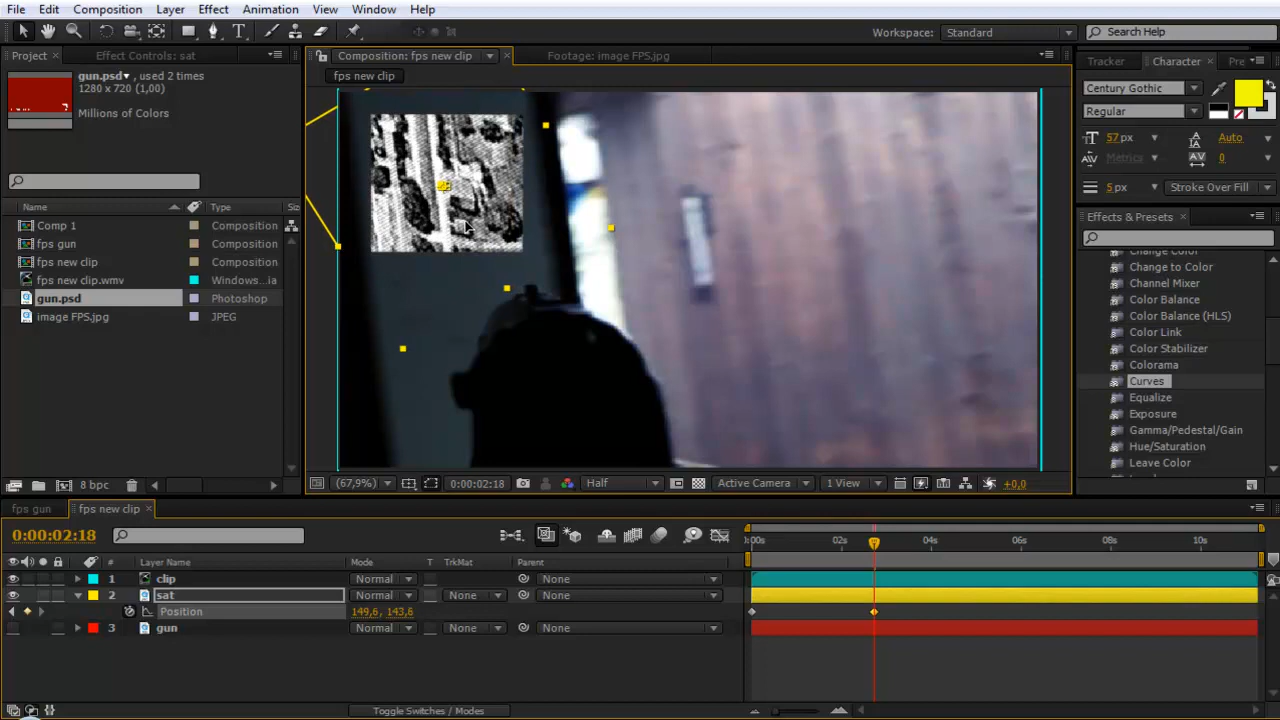 File Edit Composition Layer Effect Animation View Window Help
Workspace: Standard Search Help
Project Effect Controls: sat Composition: fps new clip Footage: image FPS.jpg Tracker Character Pre
gun.psd , used 2 times
1280 x 720 (1,00)
Millions of Colors
fps new clip
Century Gothic
Regular
57 px Auto
Metrics 0
5 px Stroke Over Fill
Effects & Presets
Name Type Siz
Comp 1 Composition
fps gun Composition
fps new clip Composition
fps new clip.wmv Windows...ia
gun.psd Photoshop
image FPS.jpg JPEG
Change Color
Change to Color
Channel Mixer
Color Balance
Color Balance (HLS)
Color Link
Color Stabilizer
Colorama
Curves
Equalize
Exposure
Gamma/Pedestal/Gain
Hue/Saturation
Leave Color
8 bpc
(67,9%) 0:00:02:18 Half Active Camera 1 View +0,0
fps gun fps new clip
0:00:02:18
:00s 02s 04s 06s 08s 10s
# Layer Name Mode T TrkMat Parent
1 clip Normal None
2 sat Normal None None
Position 149,6, 143,6
3 gun Normal None None
Toggle Switches / Modes